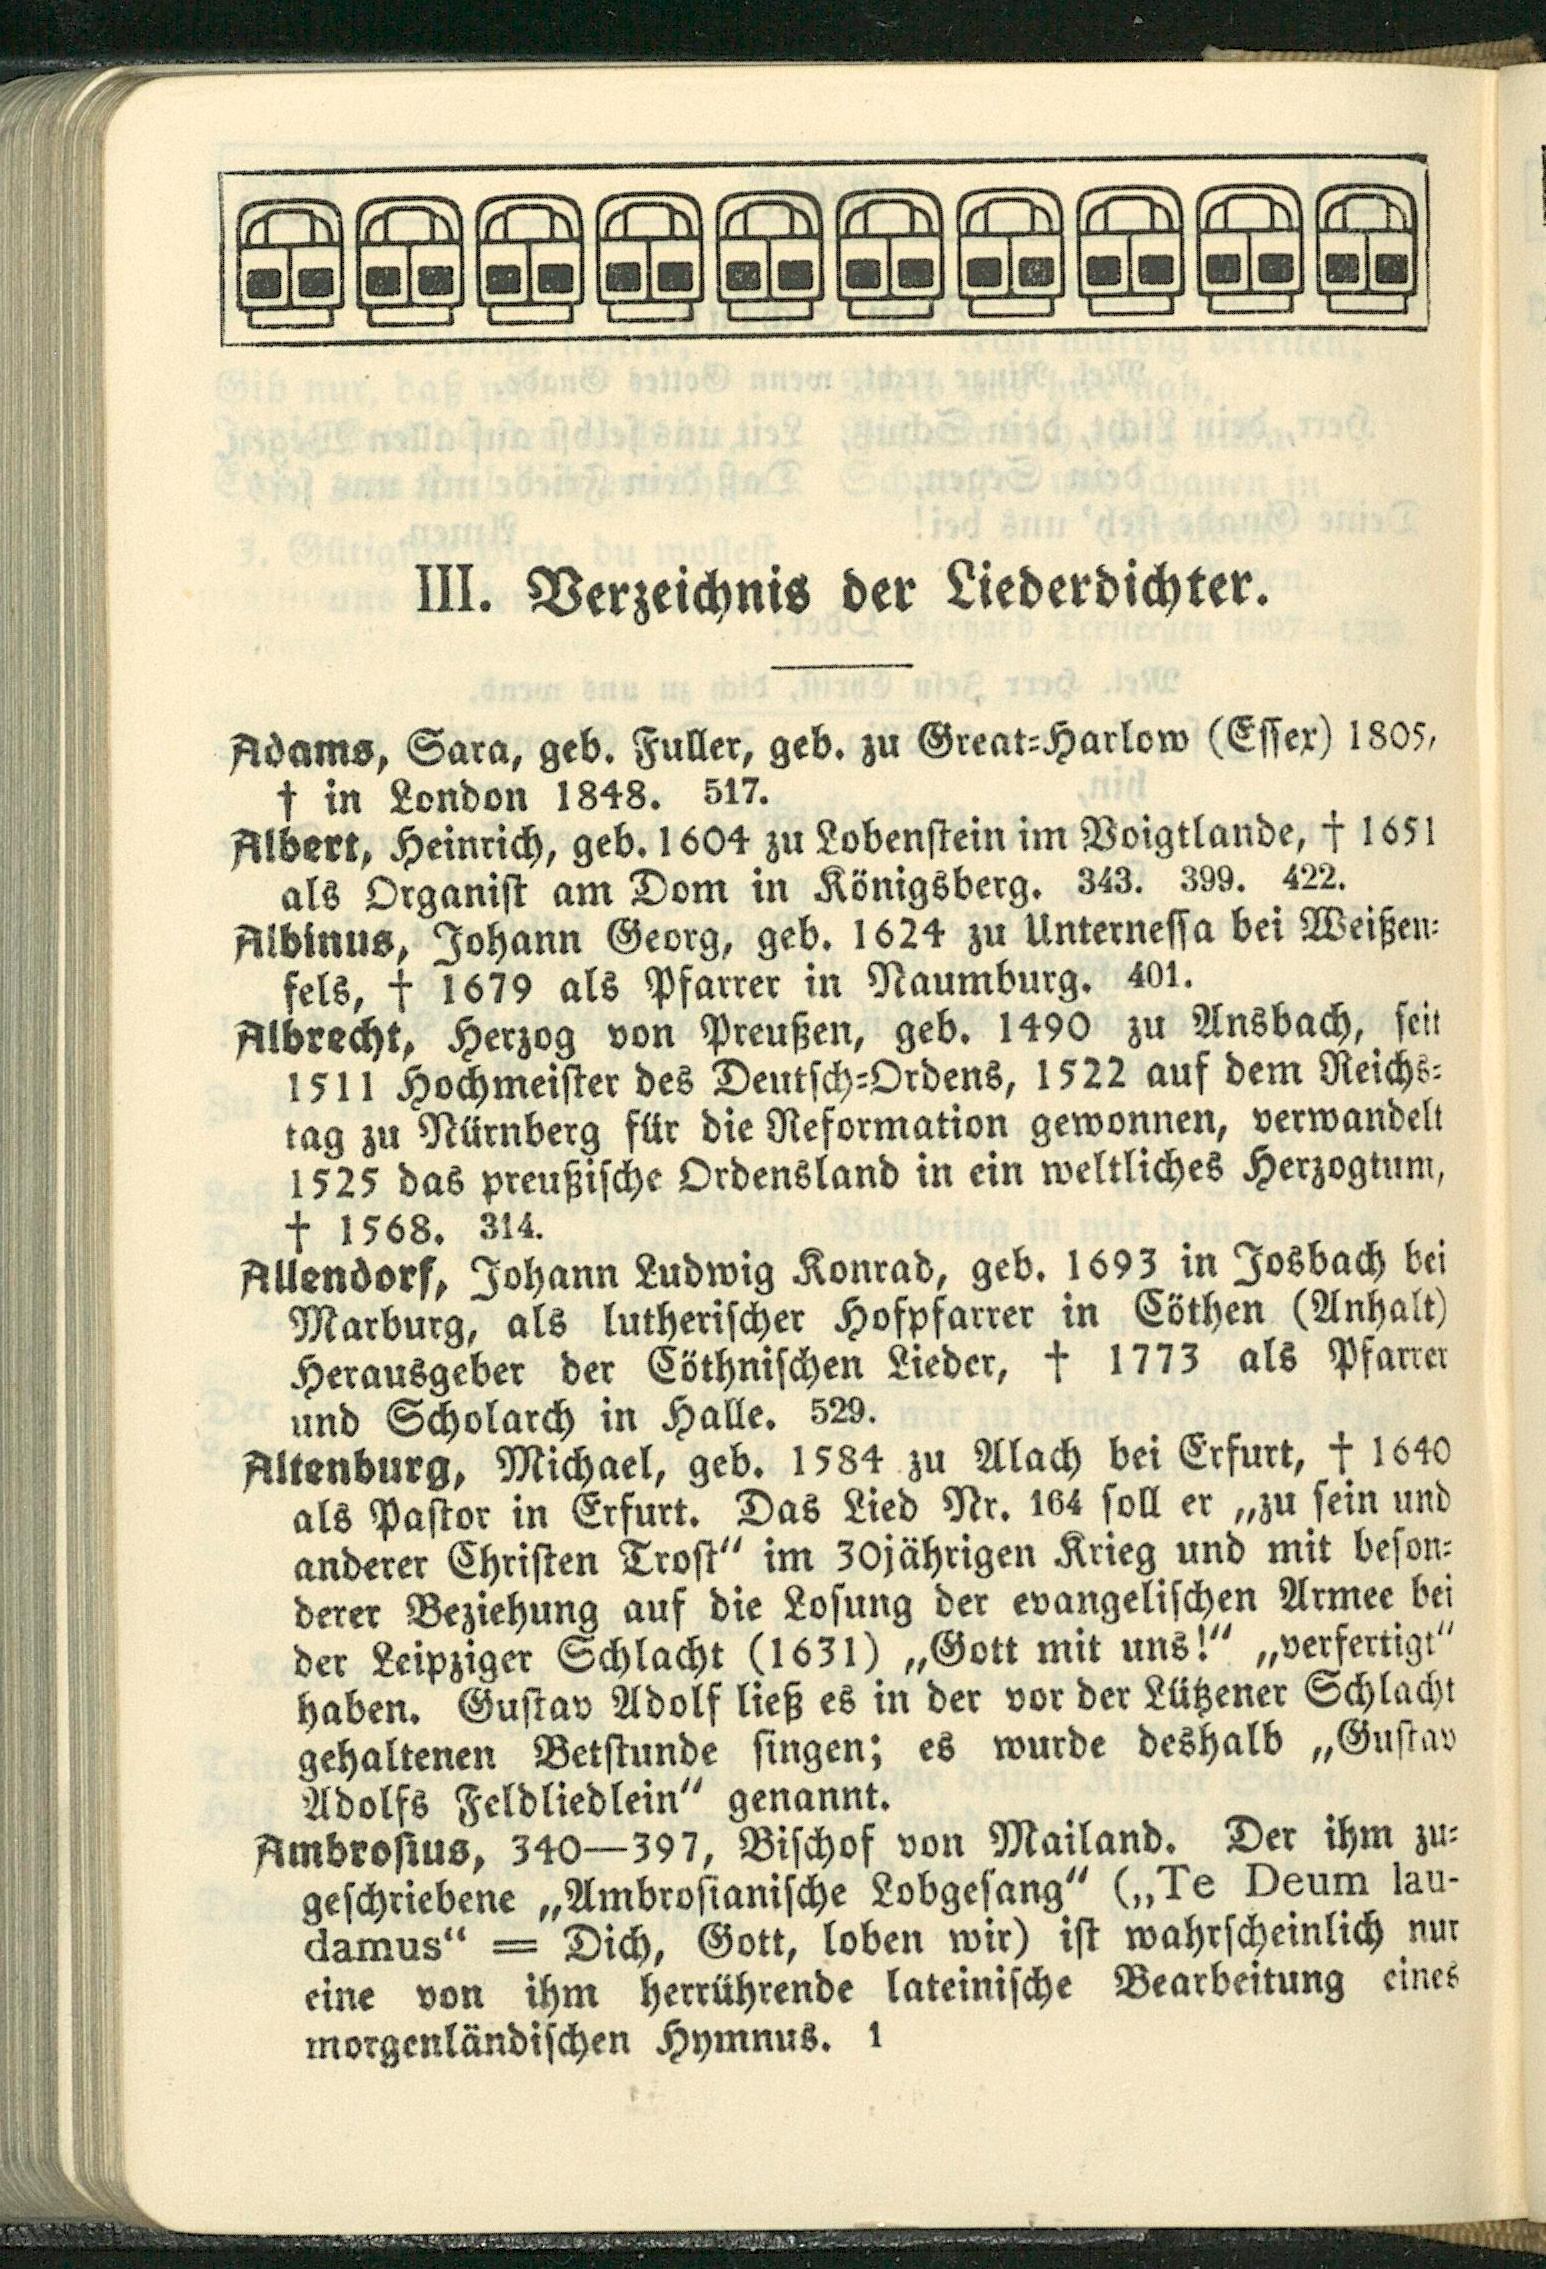 III. Verzeichnis der Liederdichter.
Adams, Sara, geb. Fuller, geb. zu Great-Harlow (Essex) 1805,
† in London 1848. 517.
Albert, Heinrich, geb. 1604 zu Lobenstein im Voigtlande, † 1651
als Organist am Dom in Königsberg. 343. 399. 422.
Albinus, Johann Georg, geb. 1624 zu Unternessa bei Weißen-
fels, † 1679 als Pfarrer in Naumburg. 401.
Albrecht, Herzog von Preußen, geb. 1490 zu Ansbach, seit
1511 Hochmeister des Deutsch-Ordens, 1522 auf dem Reichs-
tag zu Nürnberg für die Reformation gewonnen, verwandelt
1525 das preußische Ordensland in ein weltliches Herzogtum,
† 1568. 314.
Allendorf, Johann Ludwig Konrad, geb. 1693 in Josbach bei
Marburg, als lutherischer Hofpfarrer in Cöthen (Anhalt)
Herausgeber der Cöthnischen Lieder, † 1773 als Pfarrer
und Scholarch in Halle. 529.
Altenburg, Michael, geb. 1584 zu Alach bei Erfurt, † 1640
als Pastor in Erfurt. Das Lied Nr. 164 soll er „zu sein und
anderer Christen Trost“ im 30jährigen Krieg und mit beson-
derer Beziehung auf die Losung der evangelischen Armee bei
der Leipziger Schlacht (1631) „Gott mit uns!“ „verfertigt“
haben. Gustav Adolf ließ es in der vor der Lützener Schlacht
gehaltenen Betstunde singen; es wurde deshalb „Gustav
Adolfs Feldliedlein“ genannt.
Ambrosius, 340—397, Bischof von Mailand. Der ihm zu-
geschriebene „Ambrosianische Lobgesang“ („Te Deum lau-
damus“ = Dich, Gott, loben wir) ist wahrscheinlich nur
eine von ihm herrührende lateinische Bearbeitung eines
morgenländischen Hymnus. 1